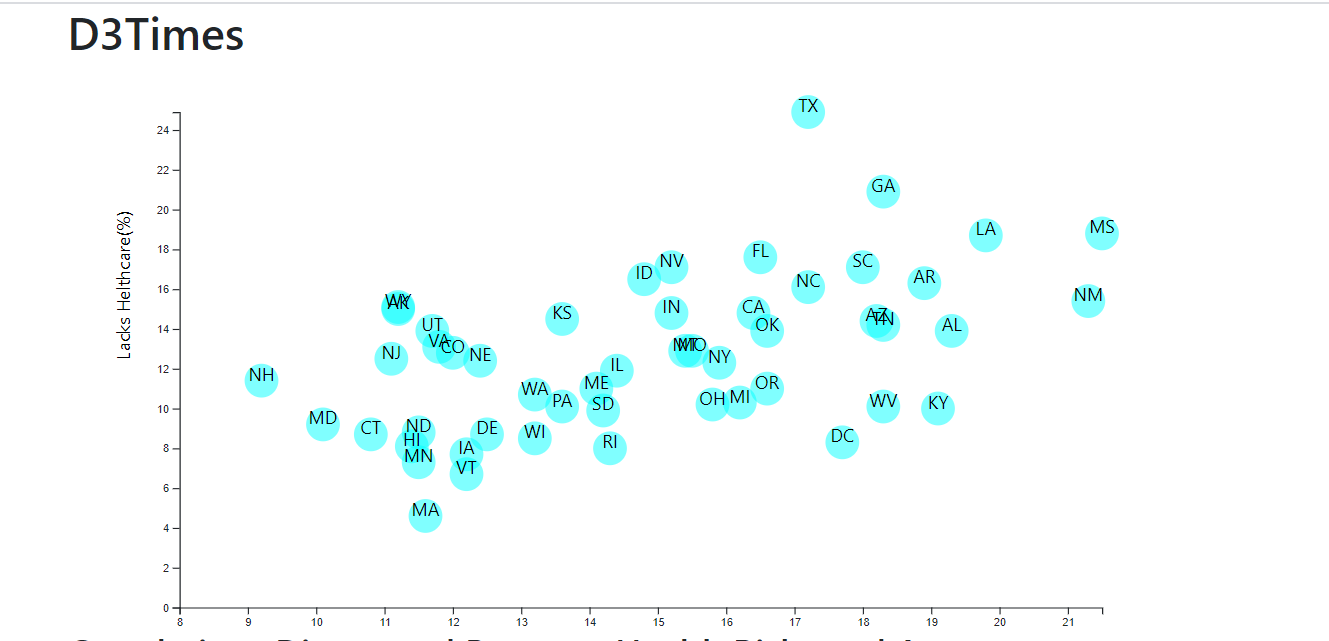 D3Times
TX
24
22
GA
20
LA
MS
18
FL
NV
SC
ID
AR
NC
16
NM
WY
AK
KS
IN
CA
AZ
TN
14
UT
OK
AL
VA
CO
NJ
NE
MT
MO
NY
12
IL
NH
ME
WA
OR
PA
SD
OH
MI
WV
KY
10
MD
CT
ND
DE
HI
WI
RI
DC
8
MN
IA
VT
6
MA
4
2
0
Lacks Helthcare(%)
8 9 10 11 12 13 14 15 16 17 18 19 20 21